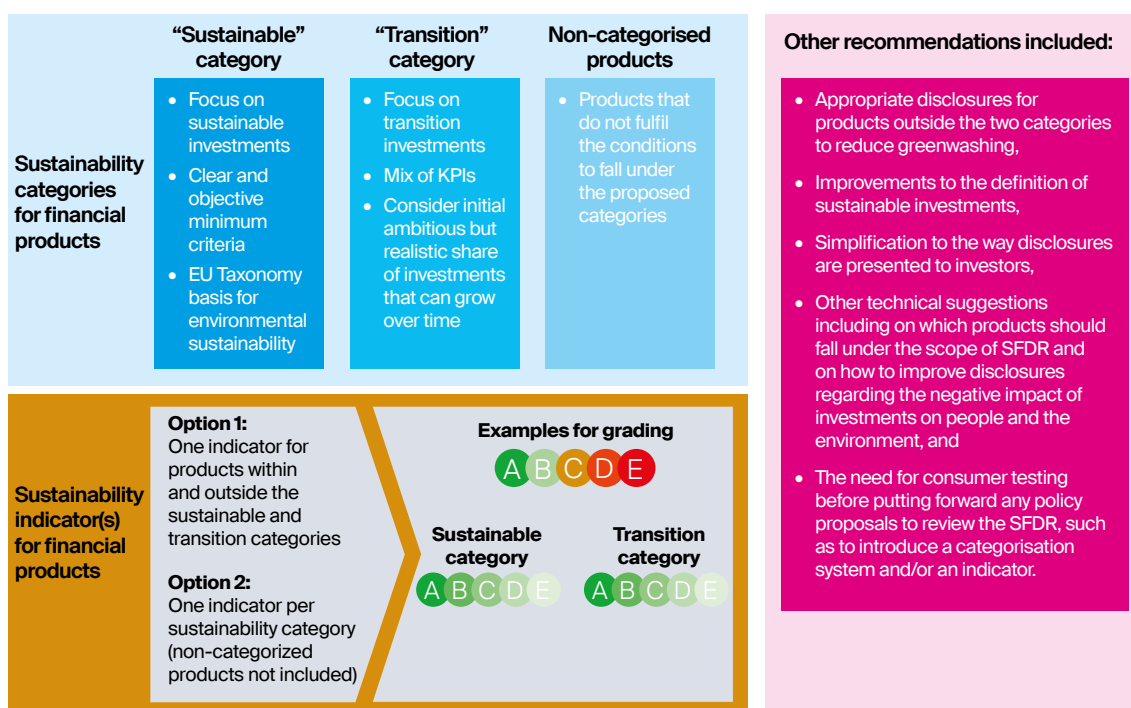 Sustainability
categories
for financial
products
“Sustainable”
category
• Focus on
sustainable
investments
• Clear and
objective
minimum
criteria
• EU Taxonomy
basis for
environmental
sustainability
“Transition”
category
• Focus on
transition
investments
• Mix of KPIs
• Consider initial
ambitious but
realistic share
of investments
that can grow
over time
Non-categorised
products
• Products that
do not fulfil
the conditions
to fall under
the proposed
categories
Sustainability
indicator(s)
for financial
products
Option 1:
One indicator for
products within
and outside the
sustainable and
transition categories
Option 2:
One indicator per
sustainability category
(non-categorized
products not included)
Examples for grading
A B C D E
Sustainable
category
A B C D E
Transition
category
A B C D E
Other recommendations included:
• Appropriate disclosures for
products outside the two categories
to reduce greenwashing,
• Improvements to the definition of
sustainable investments,
• Simplification to the way disclosures
are presented to investors,
• Other technical suggestions
including on which products should
fall under the scope of SFDR and
on how to improve disclosures
regarding the negative impact of
investments on people and the
environment, and
• The need for consumer testing
before putting forward any policy
proposals to review the SFDR, such
as to introduce a categorisation
system and/or an indicator.